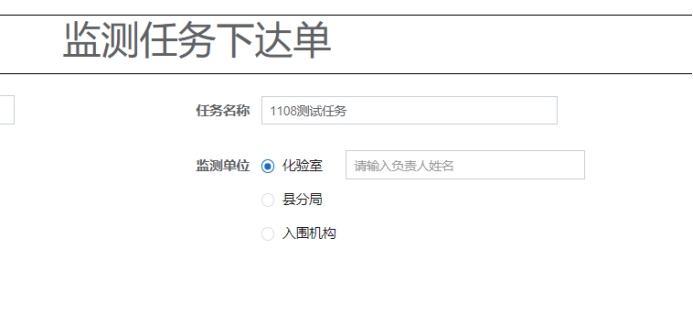 监测任务下达单
任务名称 1108测试任务
监测单位 化验室 请输入负责人姓名
县分局
入围机构